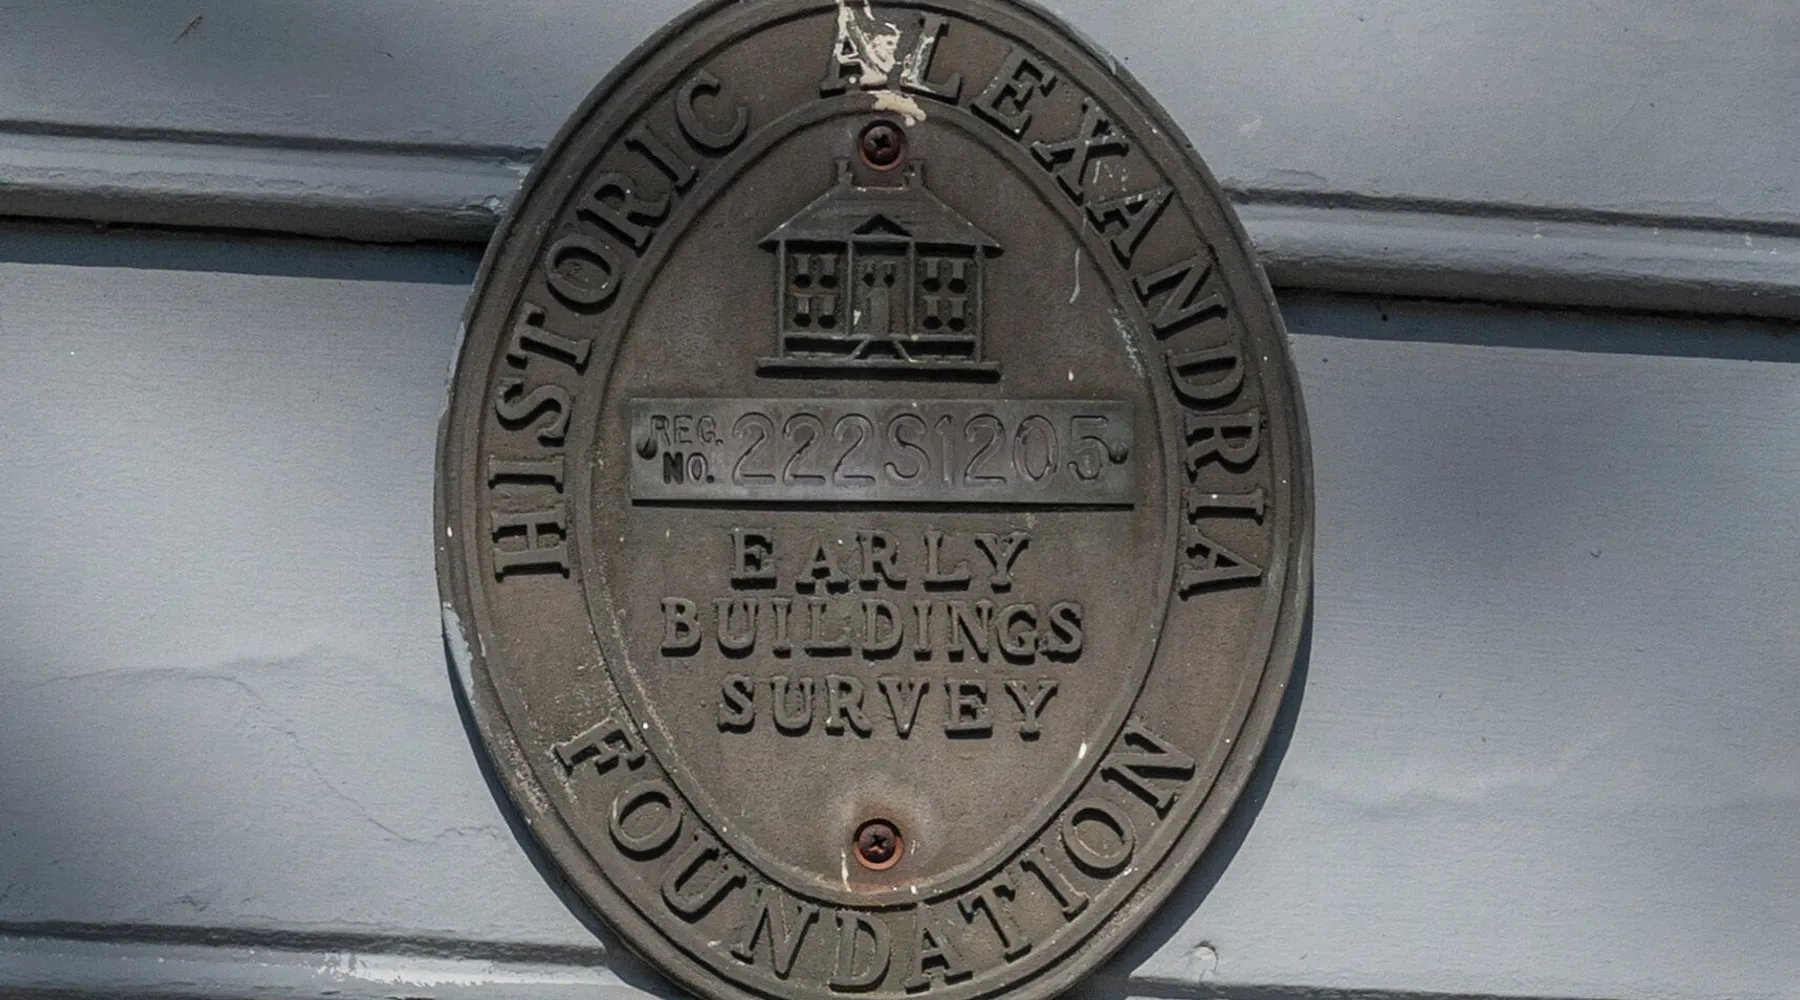 HISTORIC ALEXANDRIA
REG.
NO. 222S1205
EARLY
BUILDINGS
SURVEY
FOUNDATION